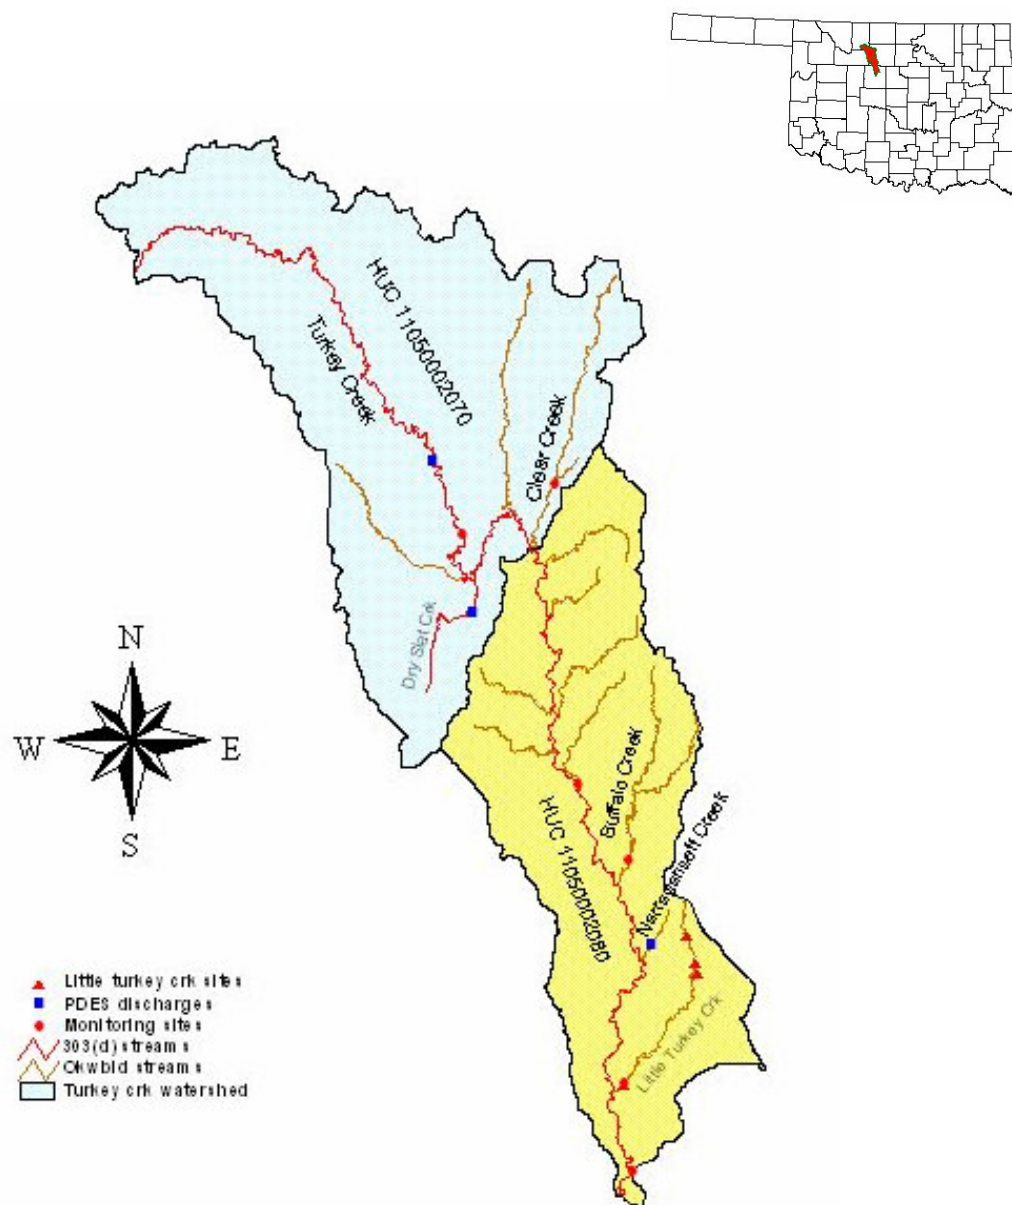 HUC 11050002070
Turkey Creek
Clear Creek
Dry Slat Crk
N
W
E
S
Buffalo Creek
HUC 11050002080
Narragansett Creek
Little Turkey Crk
Little turkey crk sites
PDES discharges
Monitoring sites
303(d) streams
Okwbid streams
Turkey crk watershed